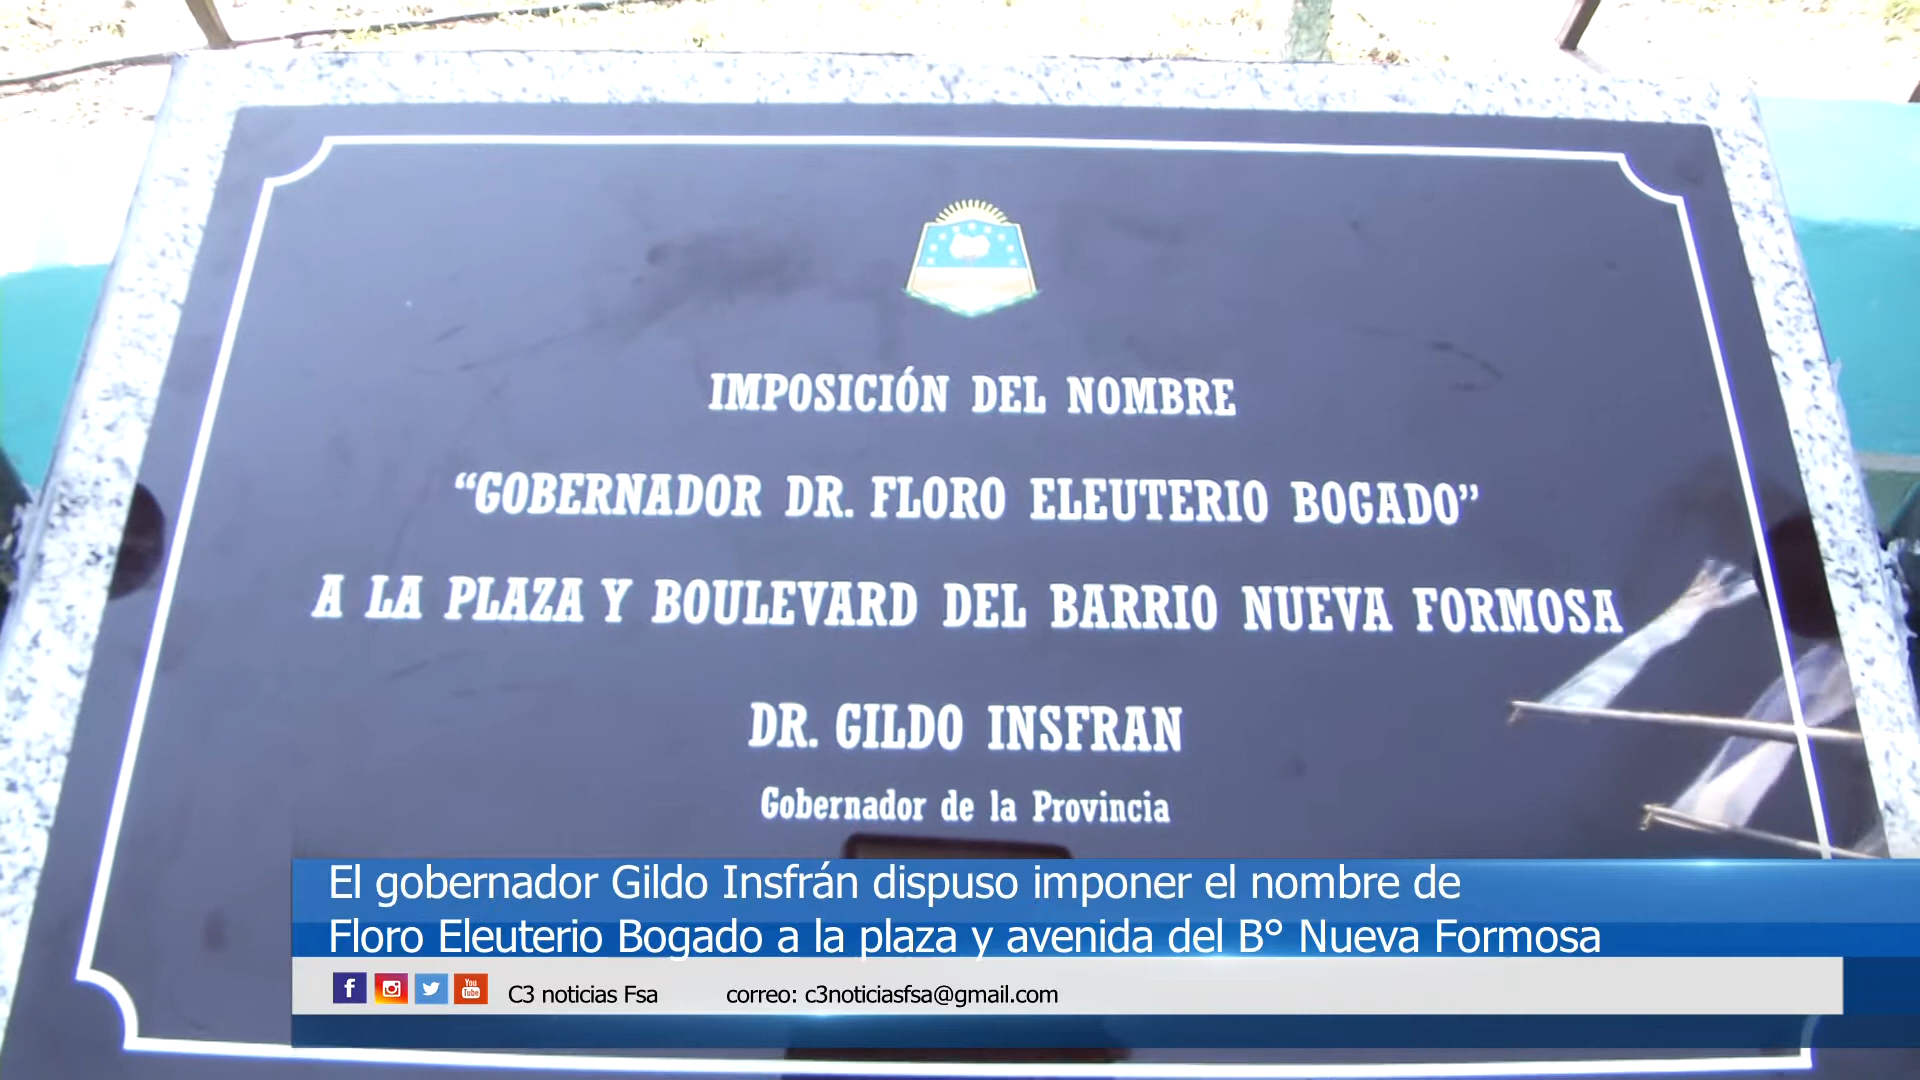 IMPOSICIÓN DEL NOMBRE
“GOBERNADOR DR. FLORO ELEUTERIO BOGADO”
A LA PLAZA Y BOULEVARD DEL BARRIO NUEVA FORMOSA
DR. GILDO INSFRAN
Gobernador de la Provincia
El gobernador Gildo Insfrán dispuso imponer el nombre de
Floro Eleuterio Bogado a la plaza y avenida del B° Nueva Formosa
You Tube C3 noticias Fsa correo: c3noticiasfsa@gmail.com